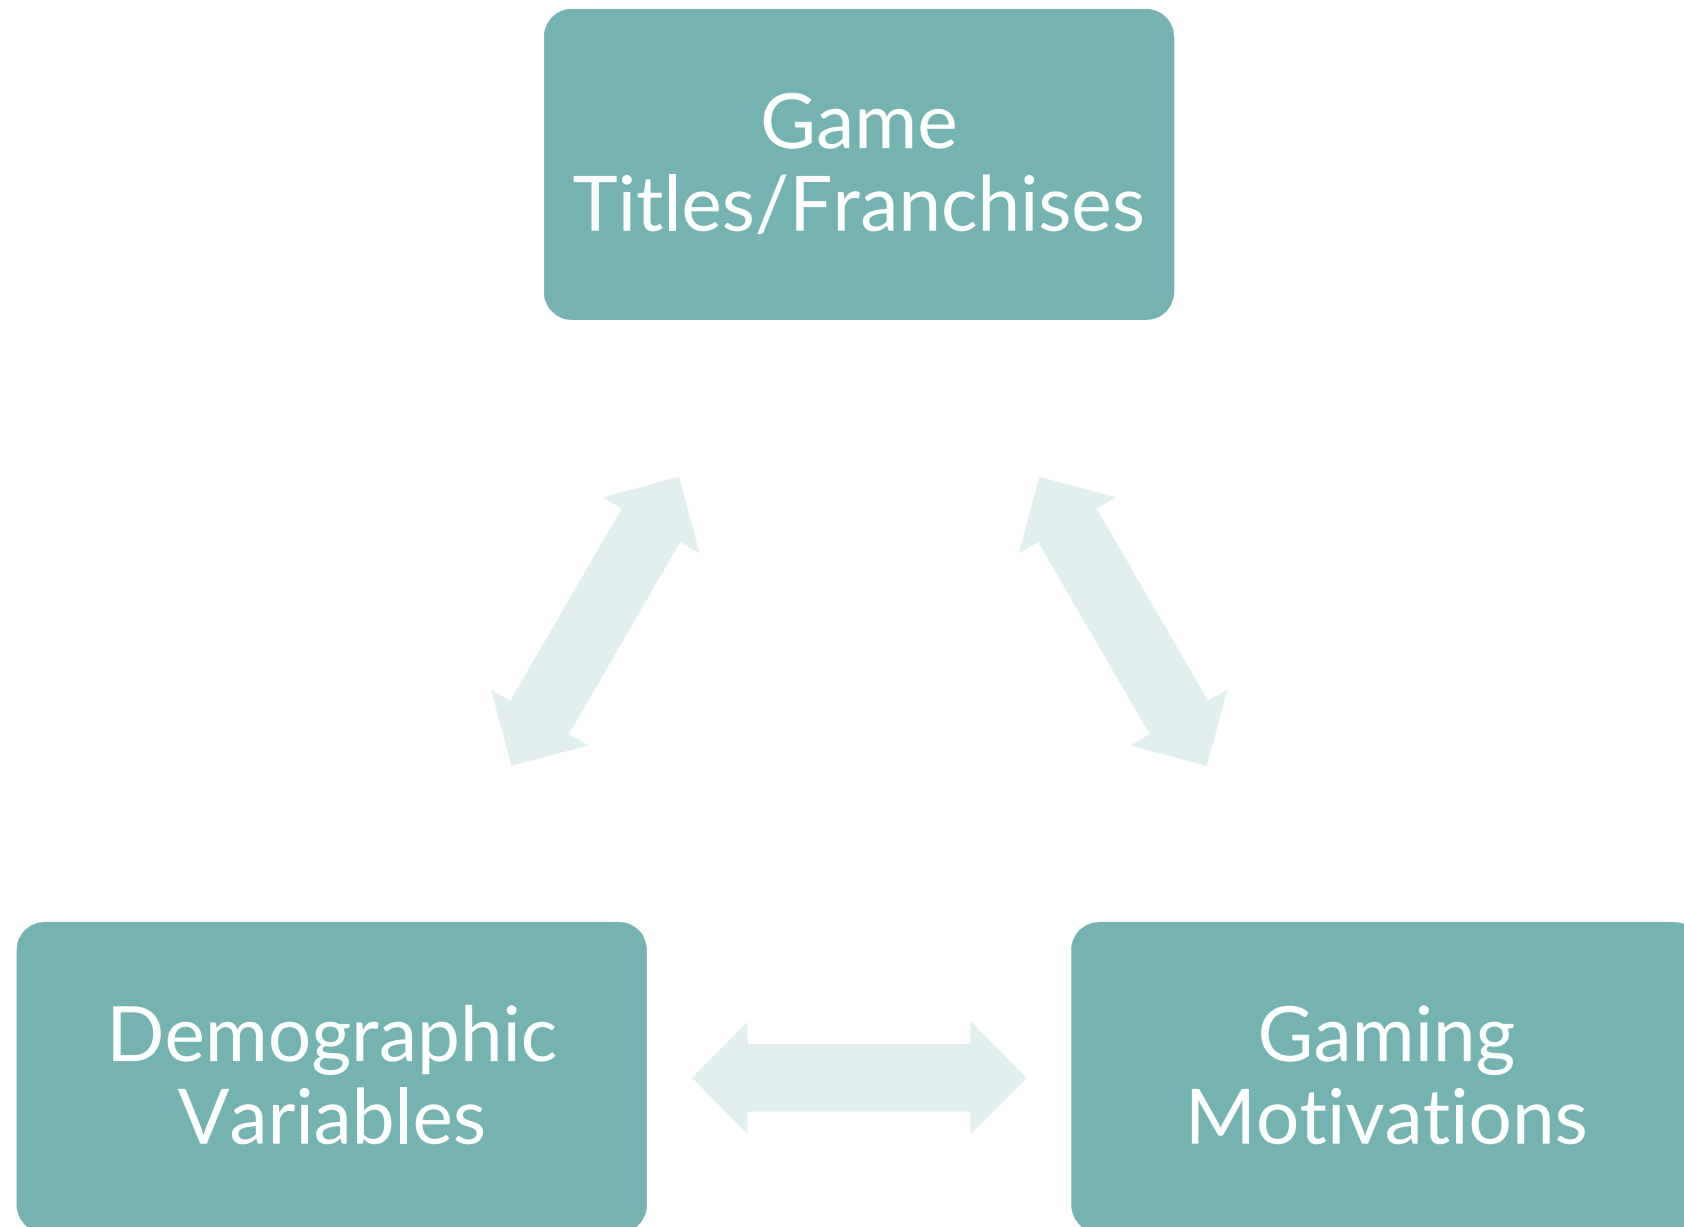 Game
Titles/Franchises
Demographic
Variables
Gaming
Motivations